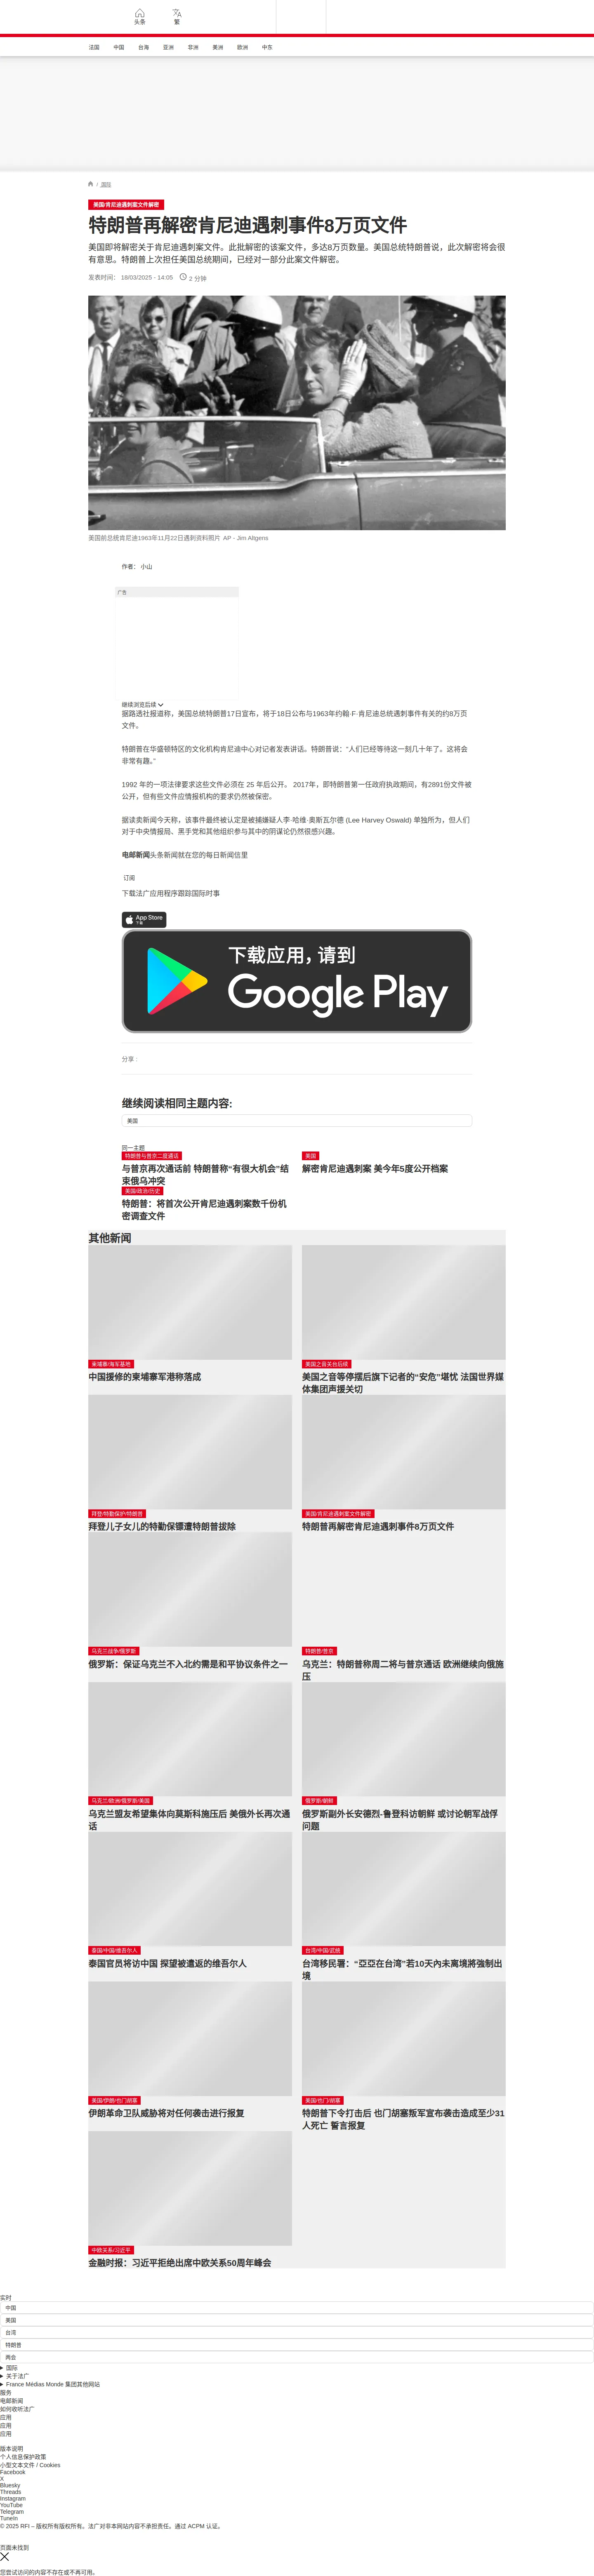 头条
繁
法国
中国
台海
亚洲
非洲
美洲
欧洲
中东
/ 国际
美国/肯尼迪遇刺案文件解密
特朗普再解密肯尼迪遇刺事件8万页文件
美国即将解密关于肯尼迪遇刺案文件。此批解密的该案文件，多达8万页数量。美国总统特朗普说，此次解密将会很
有意思。特朗普上次担任美国总统期间，已经对一部分此案文件解密。
发表时间： 18/03/2025 - 14:05 2 分钟
美国前总统肯尼迪1963年11月22日遇刺资料照片 AP - Jim Altgens
作者： 小山
广告
继续浏览后续
据路透社报道称，美国总统特朗普17日宣布，将于18日公布与1963年约翰·F·肯尼迪总统遇刺事件有关的约8万页
文件。
特朗普在华盛顿特区的文化机构肯尼迪中心对记者发表讲话。特朗普说：“人们已经等待这一刻几十年了。这将会
非常有趣。”
1992 年的一项法律要求这些文件必须在 25 年后公开。 2017年，即特朗普第一任政府执政期间，有2891份文件被
公开，但有些文件应情报机构的要求仍然被保密。
据读卖新闻今天称，该事件最终被认定是被捕嫌疑人李·哈维·奥斯瓦尔德 (Lee Harvey Oswald) 单独所为，但人们
对于中央情报局、黑手党和其他组织参与其中的阴谋论仍然很感兴趣。
电邮新闻头条新闻就在您的每日新闻信里
订阅
下载法广应用程序跟踪国际时事
App Store
下载
下载应用，请到
Google Play
分享 :
继续阅读相同主题内容:
美国
同一主题
特朗普与普京二度通话
与普京再次通话前 特朗普称“有很大机会”结
束俄乌冲突
美国
解密肯尼迪遇刺案 美今年5度公开档案
美国/政治/历史
特朗普：将首次公开肯尼迪遇刺案数千份机
密调查文件
其他新闻
柬埔寨/海军基地
中国援修的柬埔寨军港称落成
美国之音关台后续
美国之音等停摆后旗下记者的“安危”堪忧 法国世界媒
体集团声援关切
拜登/特勤保护/特朗普
拜登儿子女儿的特勤保镖遭特朗普拔除
美国/肯尼迪遇刺案文件解密
特朗普再解密肯尼迪遇刺事件8万页文件
乌克兰战争/俄罗斯
俄罗斯：保证乌克兰不入北约需是和平协议条件之一
特朗普/普京
乌克兰：特朗普称周二将与普京通话 欧洲继续向俄施
压
乌克兰/欧洲/俄罗斯/美国
乌克兰盟友希望集体向莫斯科施压后 美俄外长再次通
话
俄罗斯/朝鲜
俄罗斯副外长安德烈-鲁登科访朝鲜 或讨论朝军战俘
问题
泰国/中国/维吾尔人
泰国官员将访中国 探望被遣返的维吾尔人
台湾/中国/武统
台湾移民署：“亞亞在台湾”若10天內未离境將強制出
境
美国/伊朗/也门胡塞
伊朗革命卫队威胁将对任何袭击进行报复
美国/也门/胡塞
特朗普下令打击后 也门胡塞叛军宣布袭击造成至少31
人死亡 誓言报复
中欧关系/习近平
金融时报：习近平拒绝出席中欧关系50周年峰会
实时
中国
美国
台湾
特朗普
两会
国际
关于法广
France Médias Monde 集团其他网站
服务
电邮新闻
如何收听法广
应用
应用
应用
版本说明
个人信息保护政策
小型文本文件 / Cookies
Facebook
X
Bluesky
Threads
Instagram
YouTube
Telegram
TuneIn
© 2025 RFI – 版权所有版权所有。法广对非本网站内容不承担责任。通过 ACPM 认证。
页面未找到
您尝试访问的内容不存在或不再可用。